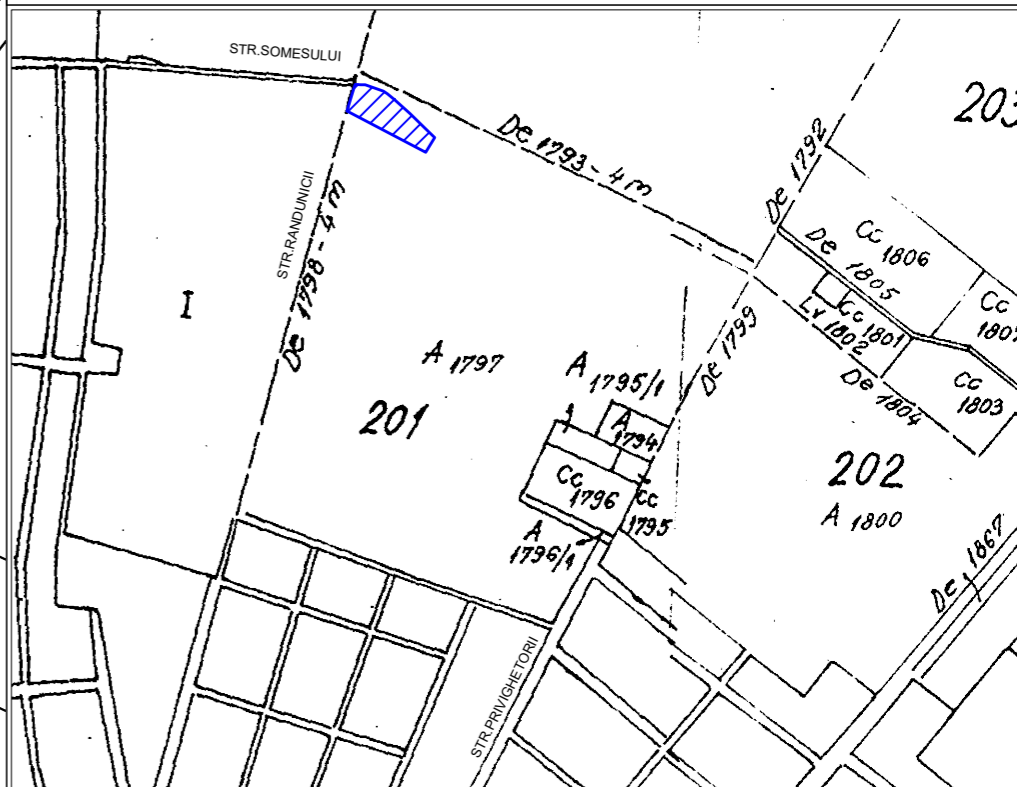 STR.SOMESULUI
203
De 1793 - 4 m
De 1792
STR.RANDUNICII
De 1798 - 4 m
Cc 1806
De 1805
Cc
I
Lv 1802
Cc 1801
De 1799
A 1797
A 1795/1
De 1804
Cc 1803
201
A 1794
202
Cc 1796
Cc 1795
A 1800
A 1796/1
De 1867
STR.PRIVIGHETORII